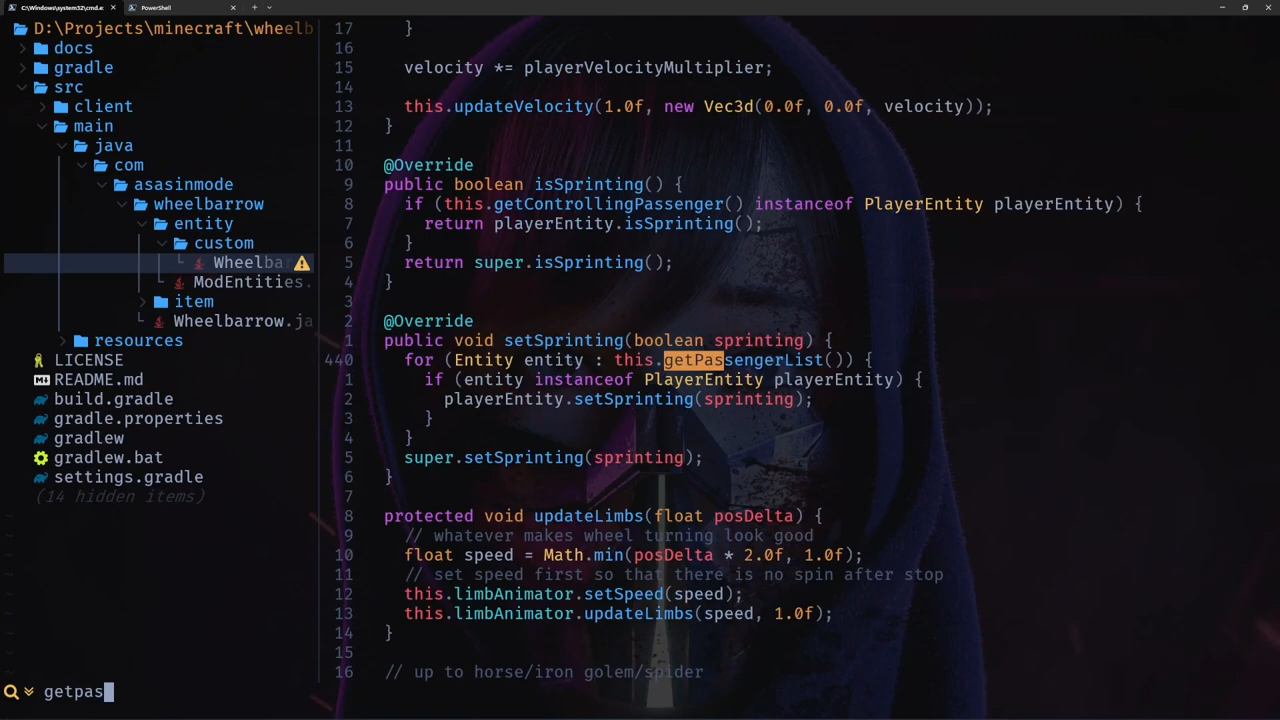 C:\Windows\system32\cmd.e:
PowerShell
D:\Projects\minecraft\wheelb
docs
gradle
src
client
main
java
com
asasinmode
wheelbarrow
entity
custom
Wheelba
ModEntities.
item
Wheelbarrow.ja
resources
LICENSE
README.md
build.gradle
gradle.properties
gradlew
gradlew.bat
settings.gradle
(14 hidden items)
17 }
16
15 velocity *= playerVelocityMultiplier;
14
13 this.updateVelocity(1.0f, new Vec3d(0.0f, 0.0f, velocity));
12 }
11
10 @Override
9 public boolean isSprinting() {
8 if (this.getControllingPassenger() instanceof PlayerEntity playerEntity) {
7 return playerEntity.isSprinting();
6 }
5 return super.isSprinting();
4 }
3
2 @Override
1 public void setSprinting(boolean sprinting) {
440 for (Entity entity : this.getPassengerList()) {
1 if (entity instanceof PlayerEntity playerEntity) {
2 playerEntity.setSprinting(sprinting);
3 }
4 }
5 super.setSprinting(sprinting);
6 }
7
8 protected void updateLimbs(float posDelta) {
9 // whatever makes wheel turning look good
10 float speed = Math.min(posDelta * 2.0f, 1.0f);
11 // set speed first so that there is no spin after stop
12 this.limbAnimator.setSpeed(speed);
13 this.limbAnimator.updateLimbs(speed, 1.0f);
14 }
15
16 // up to horse/iron golem/spider
getpas